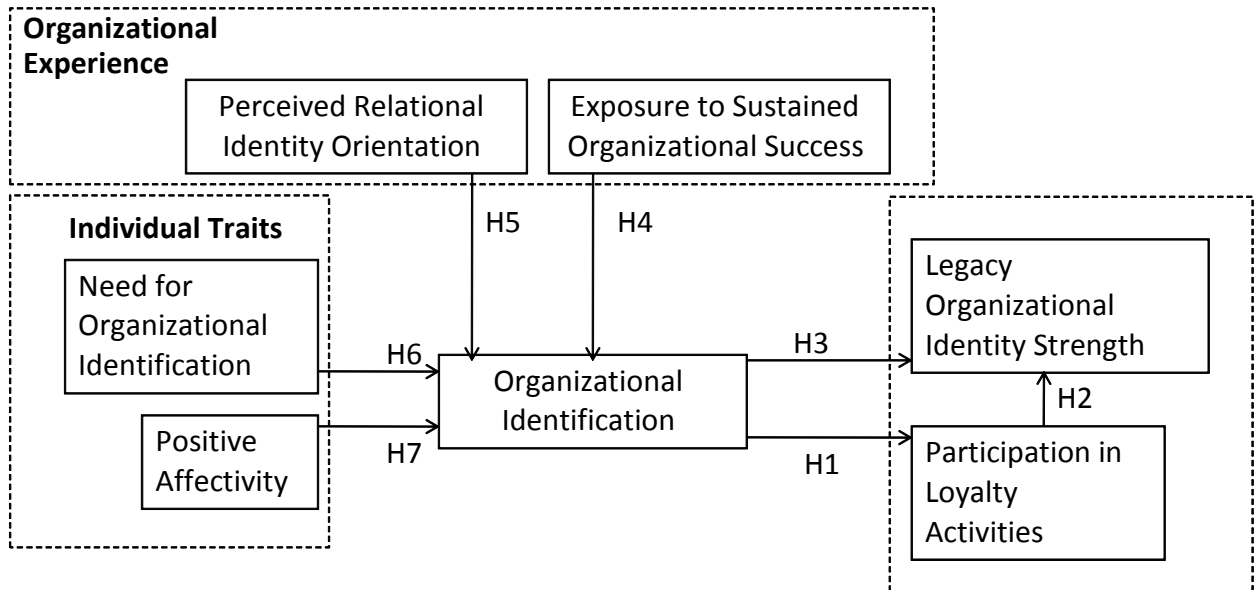 Organizational
Experience
Perceived Relational
Identity Orientation
Exposure to Sustained
Organizational Success
H5
H4
Individual Traits
Need for
Organizational
Identification
H6
Positive
Affectivity
H7
Organizational
Identification
H3
H1
Legacy
Organizational
Identity Strength
H2
Participation in
Loyalty
Activities